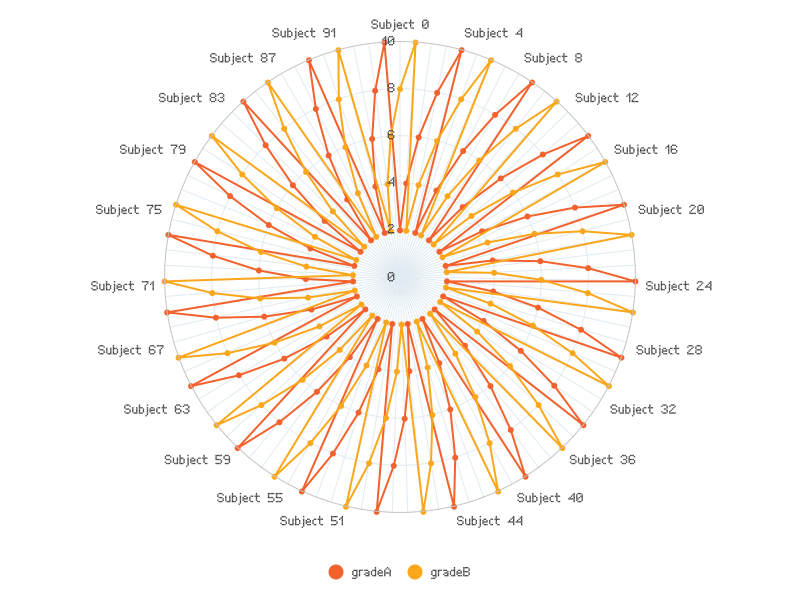 Subject 0
Subject 91
Subject 4
10
Subject 87
Subject 8
8
Subject 83
Subject 12
6
Subject 79
Subject 16
4
Subject 75
Subject 20
2
0
Subject 71
Subject 24
Subject 67
Subject 28
Subject 63
Subject 32
Subject 59
Subject 36
Subject 55
Subject 40
Subject 51
Subject 44
gradeA
gradeB